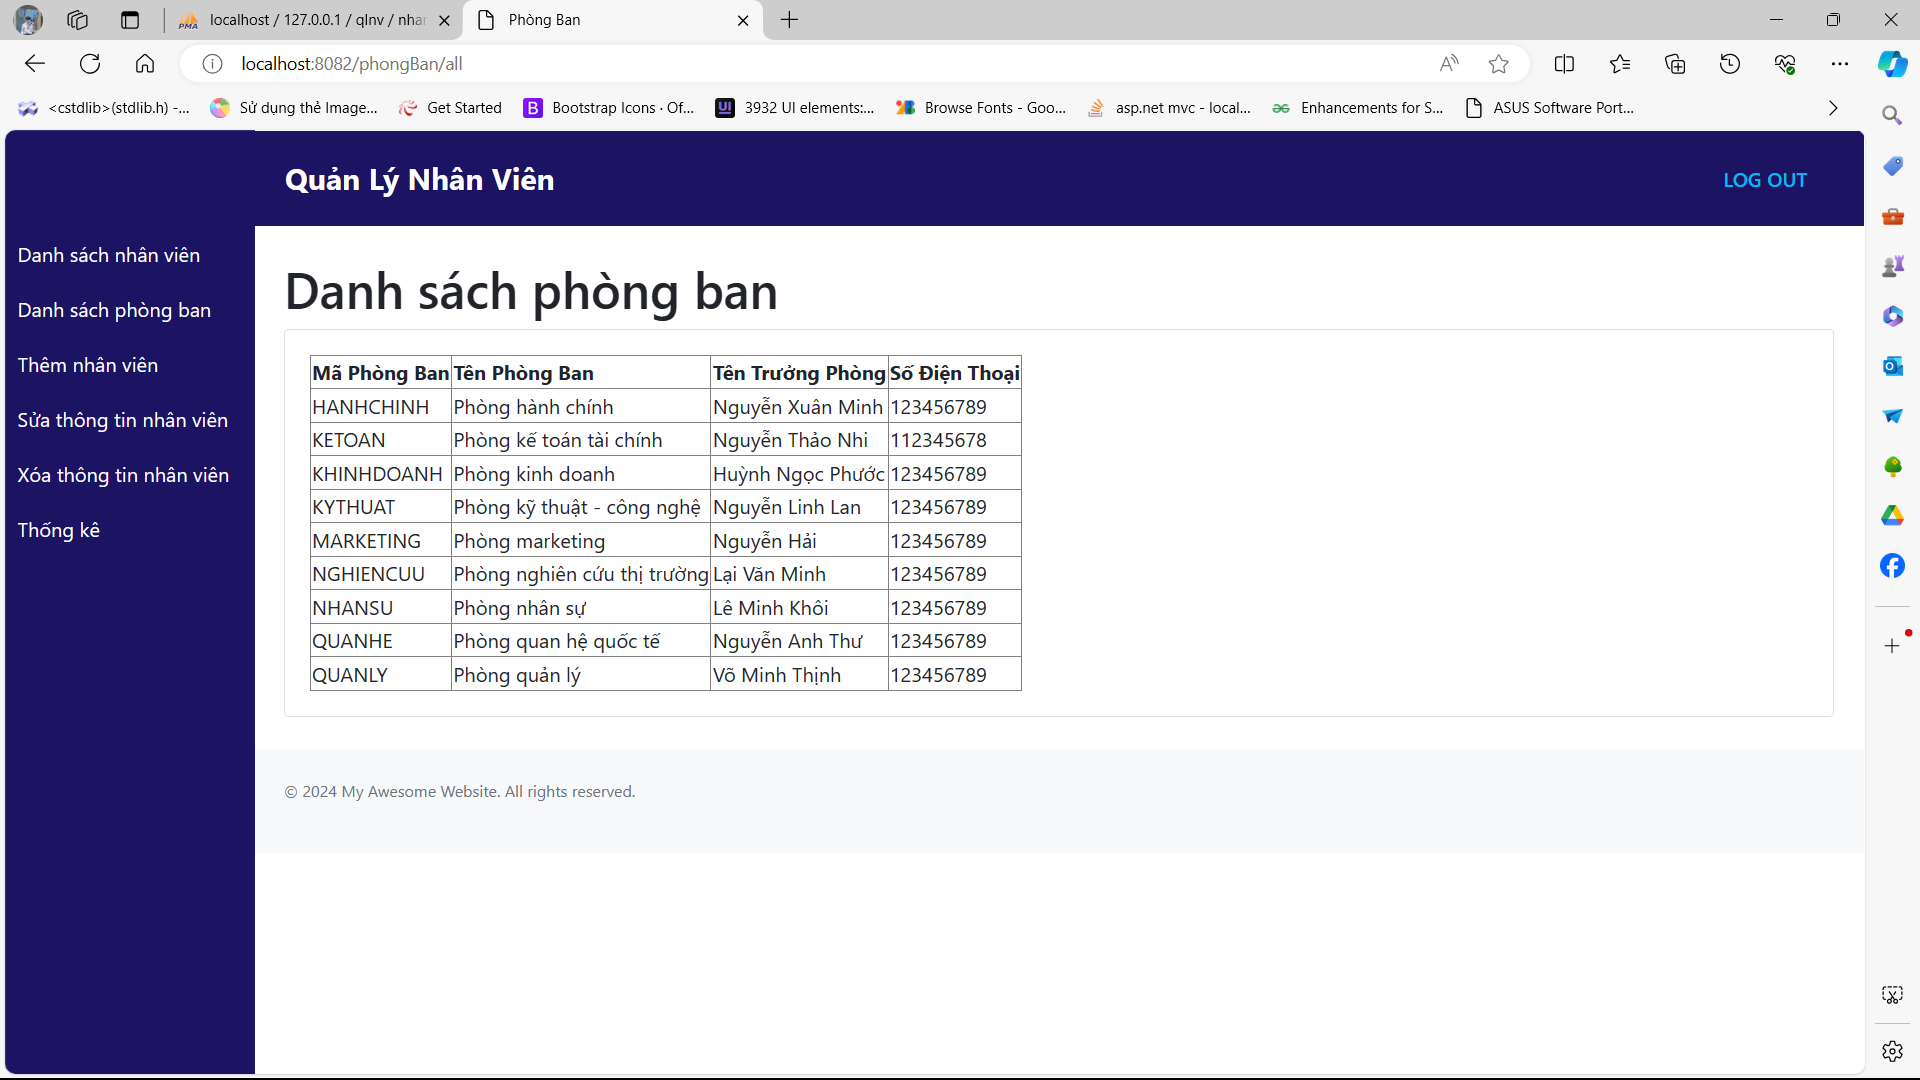 localhost / 127.0.0.1 / qlnv / nhan
Phòng Ban
localhost:8082/phongBan/all
<cstdlib>(stdlib.h) -...
Sử dụng thẻ Image...
Get Started
Bootstrap Icons · Of...
3932 UI elements:...
Browse Fonts - Goo...
asp.net mvc - local...
Enhancements for S...
ASUS Software Port...
Quản Lý Nhân Viên
LOG OUT
Danh sách nhân viên
Danh sách phòng ban
Thêm nhân viên
Sửa thông tin nhân viên
Xóa thông tin nhân viên
Thống kê
Danh sách phòng ban
Mã Phòng Ban Tên Phòng Ban Tên Trưởng Phòng Số Điện Thoại
HANHCHINH Phòng hành chính Nguyễn Xuân Minh 123456789
KETOAN Phòng kế toán tài chính Nguyễn Thảo Nhi 112345678
KHINHDOANH Phòng kinh doanh Huỳnh Ngọc Phước 123456789
KYTHUAT Phòng kỹ thuật - công nghệ Nguyễn Linh Lan 123456789
MARKETING Phòng marketing Nguyễn Hải 123456789
NGHIENCUU Phòng nghiên cứu thị trường Lại Văn Minh 123456789
NHANSU Phòng nhân sự Lê Minh Khôi 123456789
QUANHE Phòng quan hệ quốc tế Nguyễn Anh Thư 123456789
QUANLY Phòng quản lý Võ Minh Thịnh 123456789
© 2024 My Awesome Website. All rights reserved.